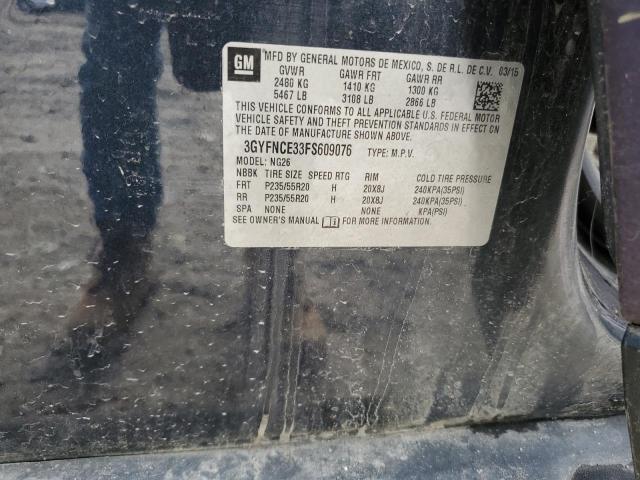 GM
MFD BY GENERAL MOTORS DE MEXICO, S. DE R.L. DE C.V. 03/15
GVWR GAWR FRT GAWR RR
2480 KG 1410 KG 1300 KG
5467 LB 3108 LB 2866 LB
THIS VEHICLE CONFORMS TO ALL APPLICABLE U.S. FEDERAL MOTOR
VEHICLE SAFETY AND THEFT PREVENTION STANDARDS IN EFFECT
ON THE DATE OF MANUFACTURE SHOWN ABOVE.
3GYFNCE33FS609076 TYPE: M.P.V.
MODEL: NG26
NBBK TIRE SIZE SPEED RTG RIM COLD TIRE PRESSURE
FRT P235/55R20 H 20X8J 240KPA(35PSI)
RR P235/55R20 H 20X8J 240KPA(35PSI)
SPA NONE NONE KPA(PSI)
SEE OWNER'S MANUAL FOR MORE INFORMATION.